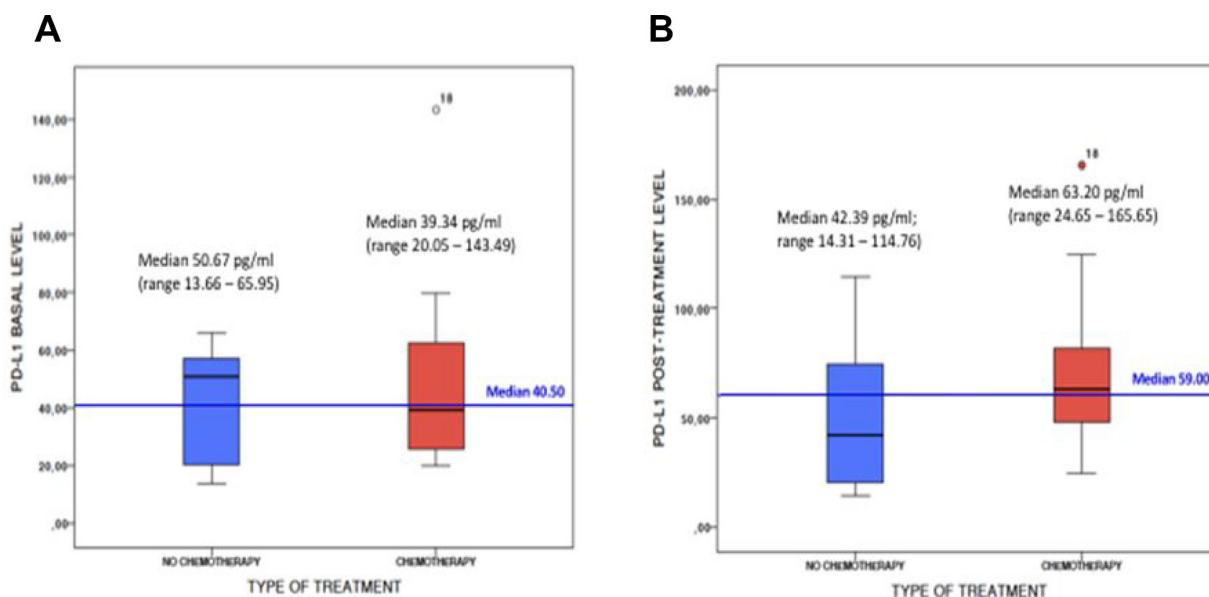 A
PD-L1 BASAL LEVEL
140,00
120,00
100,00
80,00
60,00
40,00
20,00
,00
18
Median 39.34 pg/ml
(range 20.05 – 143.49)
Median 50.67 pg/ml
(range 13.66 – 65.95)
Median 40.50
NO CHEMOTHERAPY
CHEMOTHERAPY
TYPE OF TREATMENT
B
PD-L1 POST-TREATMENT LEVEL
200,00
150,00
100,00
50,00
,00
18
Median 63.20 pg/ml
(range 24.65 – 165.65)
Median 42.39 pg/ml;
range 14.31 – 114.76)
Median 59.00
NO CHEMOTHERAPY
CHEMOTHERAPY
TYPE OF TREATMENT